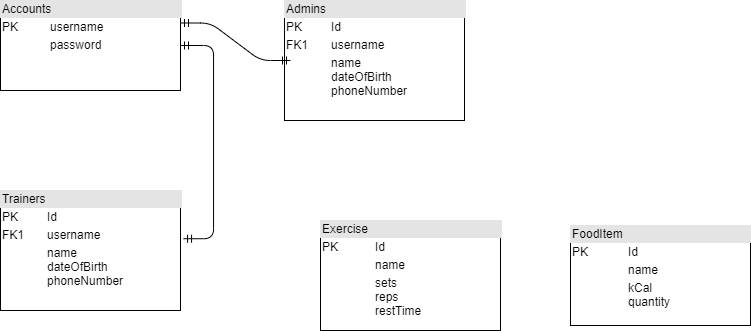 Accounts
PK username
password
Admins
PK Id
FK1 username
name
dateOfBirth
phoneNumber
Trainers
PK Id
FK1 username
name
dateOfBirth
phoneNumber
Exercise
PK Id
name
sets
reps
restTime
FoodItem
PK Id
name
kCal
quantity